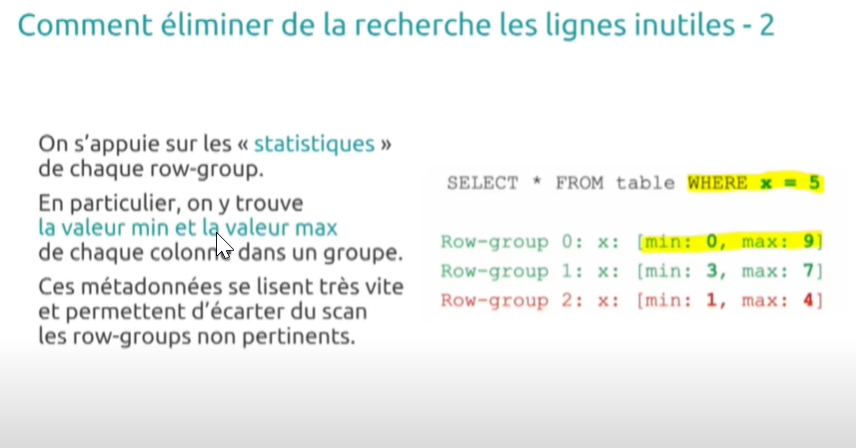 Comment éliminer de la recherche les lignes inutiles - 2
On s’appuie sur les « statistiques »
de chaque row-group.
En particulier, on y trouve
la valeur min et la valeur max
de chaque colonne dans un groupe.
Ces métadonnées se lisent très vite
et permettent d’écarter du scan
les row-groups non pertinents.
SELECT * FROM table WHERE x = 5
Row-group 0: x: [min: 0, max: 9]
Row-group 1: x: [min: 3, max: 7]
Row-group 2: x: [min: 1, max: 4]